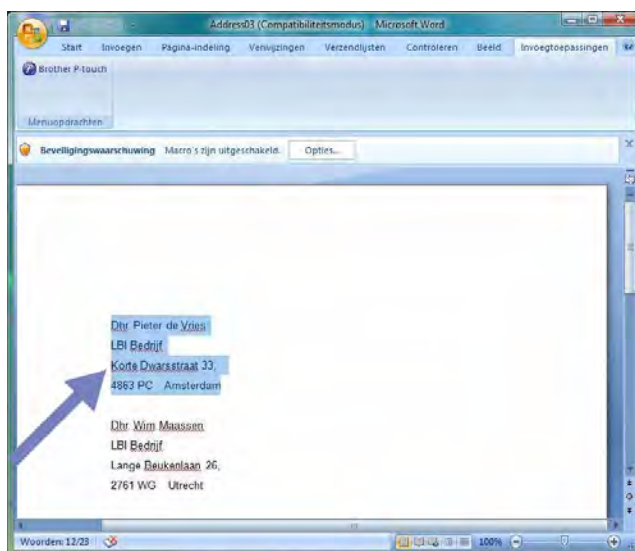 Address03 (Compatibiliteitsmodus) Microsoft Word
Start Invoegen Pagina-indeling Verwijzingen Verzendlijsten Controleren Beeld Invoegtoepassingen
Brother P-touch
Menuopdrachten
Beveiligingswaarschuwing Macro's zijn uitgeschakeld. Opties...
Dhr Pieter de Vries
LBI Bedrijf
Korte Dwarsstraat 33,
4863 PC Amsterdam
Dhr Wim Maassen
LBI Bedrijf
Lange Beukenlaan 26,
2761 WG Utrecht
Woorden: 12/23 100%